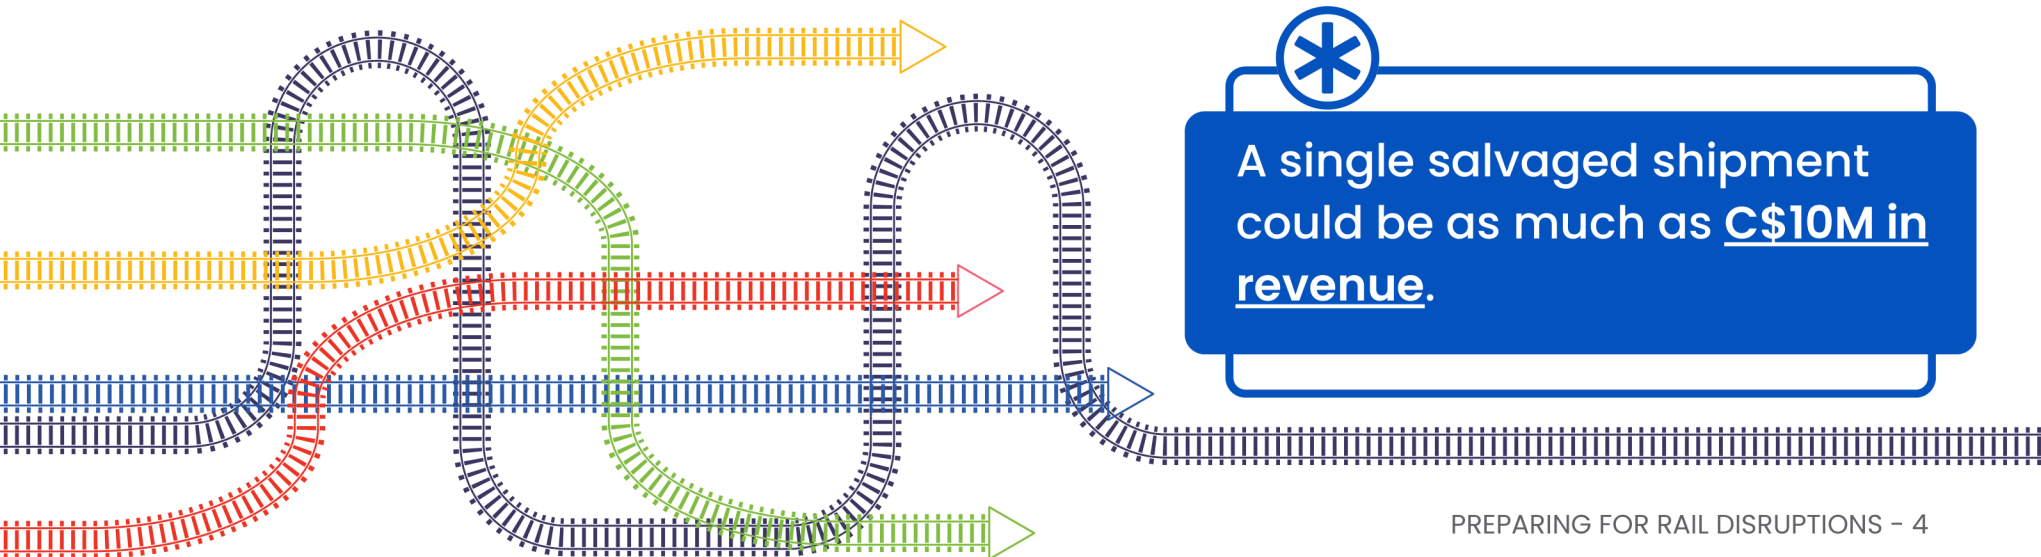 A single salvaged shipment
could be as much as C$10M in
revenue.
PREPARING FOR RAIL DISRUPTIONS - 4